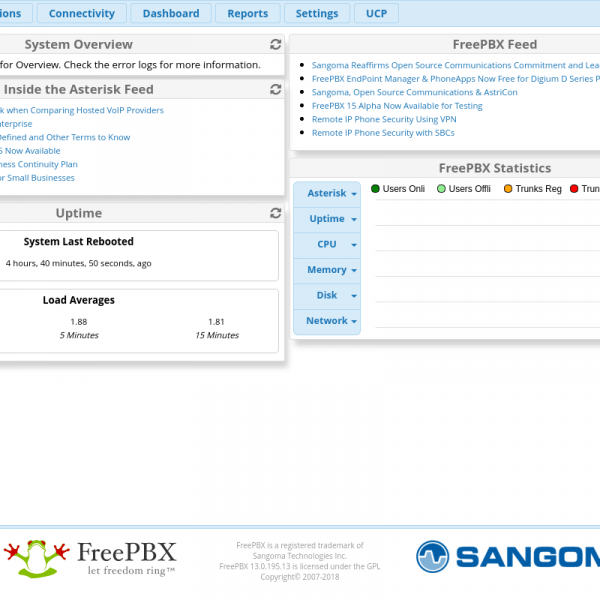 ions
Connectivity
Dashboard
Reports
Settings
UCP
System Overview
for Overview. Check the error logs for more information.
Inside the Asterisk Feed
k when Comparing Hosted VoIP Providers
terprise
Defined and Other Terms to Know
Now Available
ness Continuity Plan
or Small Businesses
Uptime
System Last Rebooted
4 hours, 40 minutes, 50 seconds, ago
Load Averages
1.88
5 Minutes
1.81
15 Minutes
FreePBX Feed
Sangoma Reaffirms Open Source Communications Commitment and Lea
FreePBX EndPoint Manager & PhoneApps Now Free for Digium D Series P
Sangoma, Open Source Communications & AstriCon
FreePBX 15 Alpha Now Available for Testing
Remote IP Phone Security Using VPN
Remote IP Phone Security with SBCs
FreePBX Statistics
Asterisk
Uptime
CPU
Memory
Disk
Network
Users Onli
Users Offli
Trunks Reg
Trun
FreePBX
let freedom ring™
FreePBX is a registered trademark of
Sangoma Technologies Inc.
FreePBX 13.0.195.13 is licensed under the GPL
Copyright© 2007-2018
SANGOM